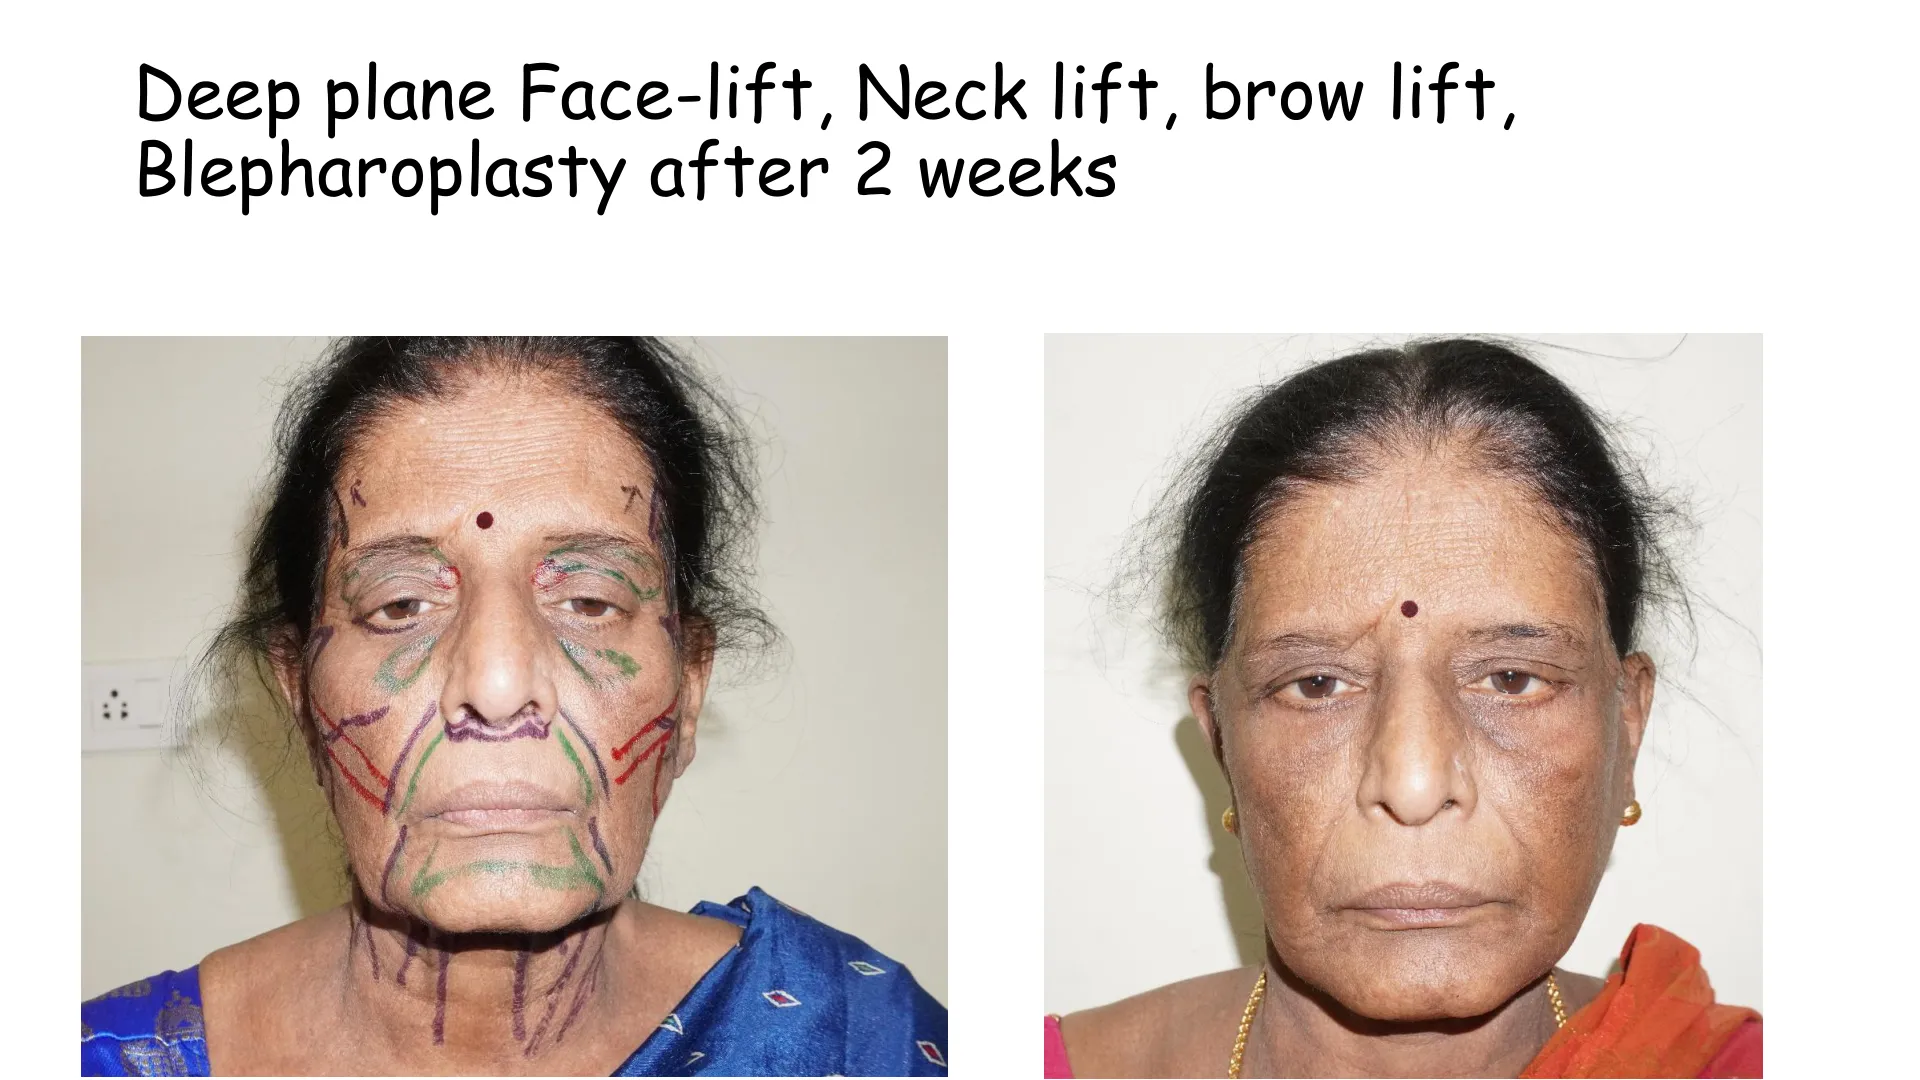 Deep plane Face-lift, Neck lift, brow lift,
Blepharoplasty after 2 weeks